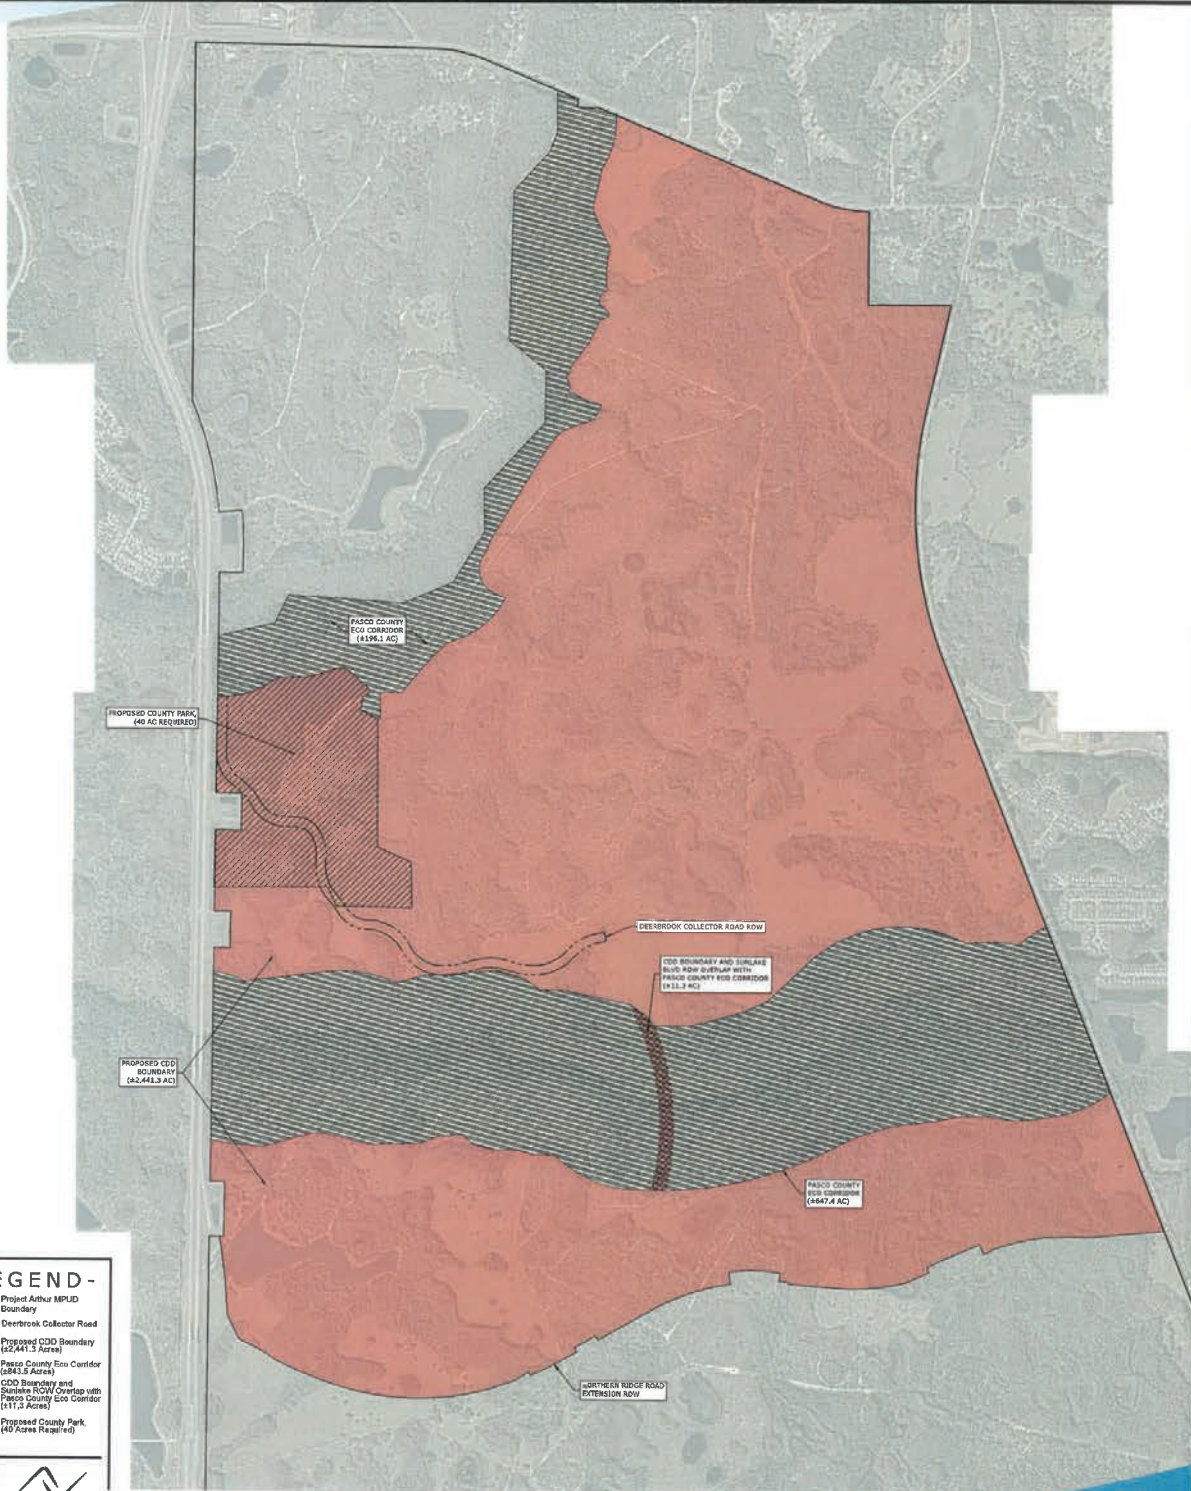 PASCO COUNTY
ECO CORRIDOR
(±196.1 AC)
PROPOSED COUNTY PARK,
(40 AC REQUIRED)
DEERBROOK COLLECTOR ROAD ROW
CDD BOUNDARY AND SUNLAKE
BLVD ROW OVERLAP WITH
PASCO COUNTY ECO CORRIDOR
(±11.3 AC)
PROPOSED CDD
BOUNDARY
(±2,441.3 AC)
PASCO COUNTY
ECO CORRIDOR
(±647.4 AC)
NORTHERN RIDGE ROAD
EXTENSION ROW
EGEND-
Project Arthur MPUD
Boundary
Deerbrook Collector Road
Proposed CDD Boundary
(±2,441.3 Acres)
Pasco County Eco Corridor
(±843.5 Acres)
CDD Boundary and
Sunlake ROW Overlap with
Pasco County Eco Corridor
(±11.3 Acres)
Proposed County Park,
(40 Acres Required)